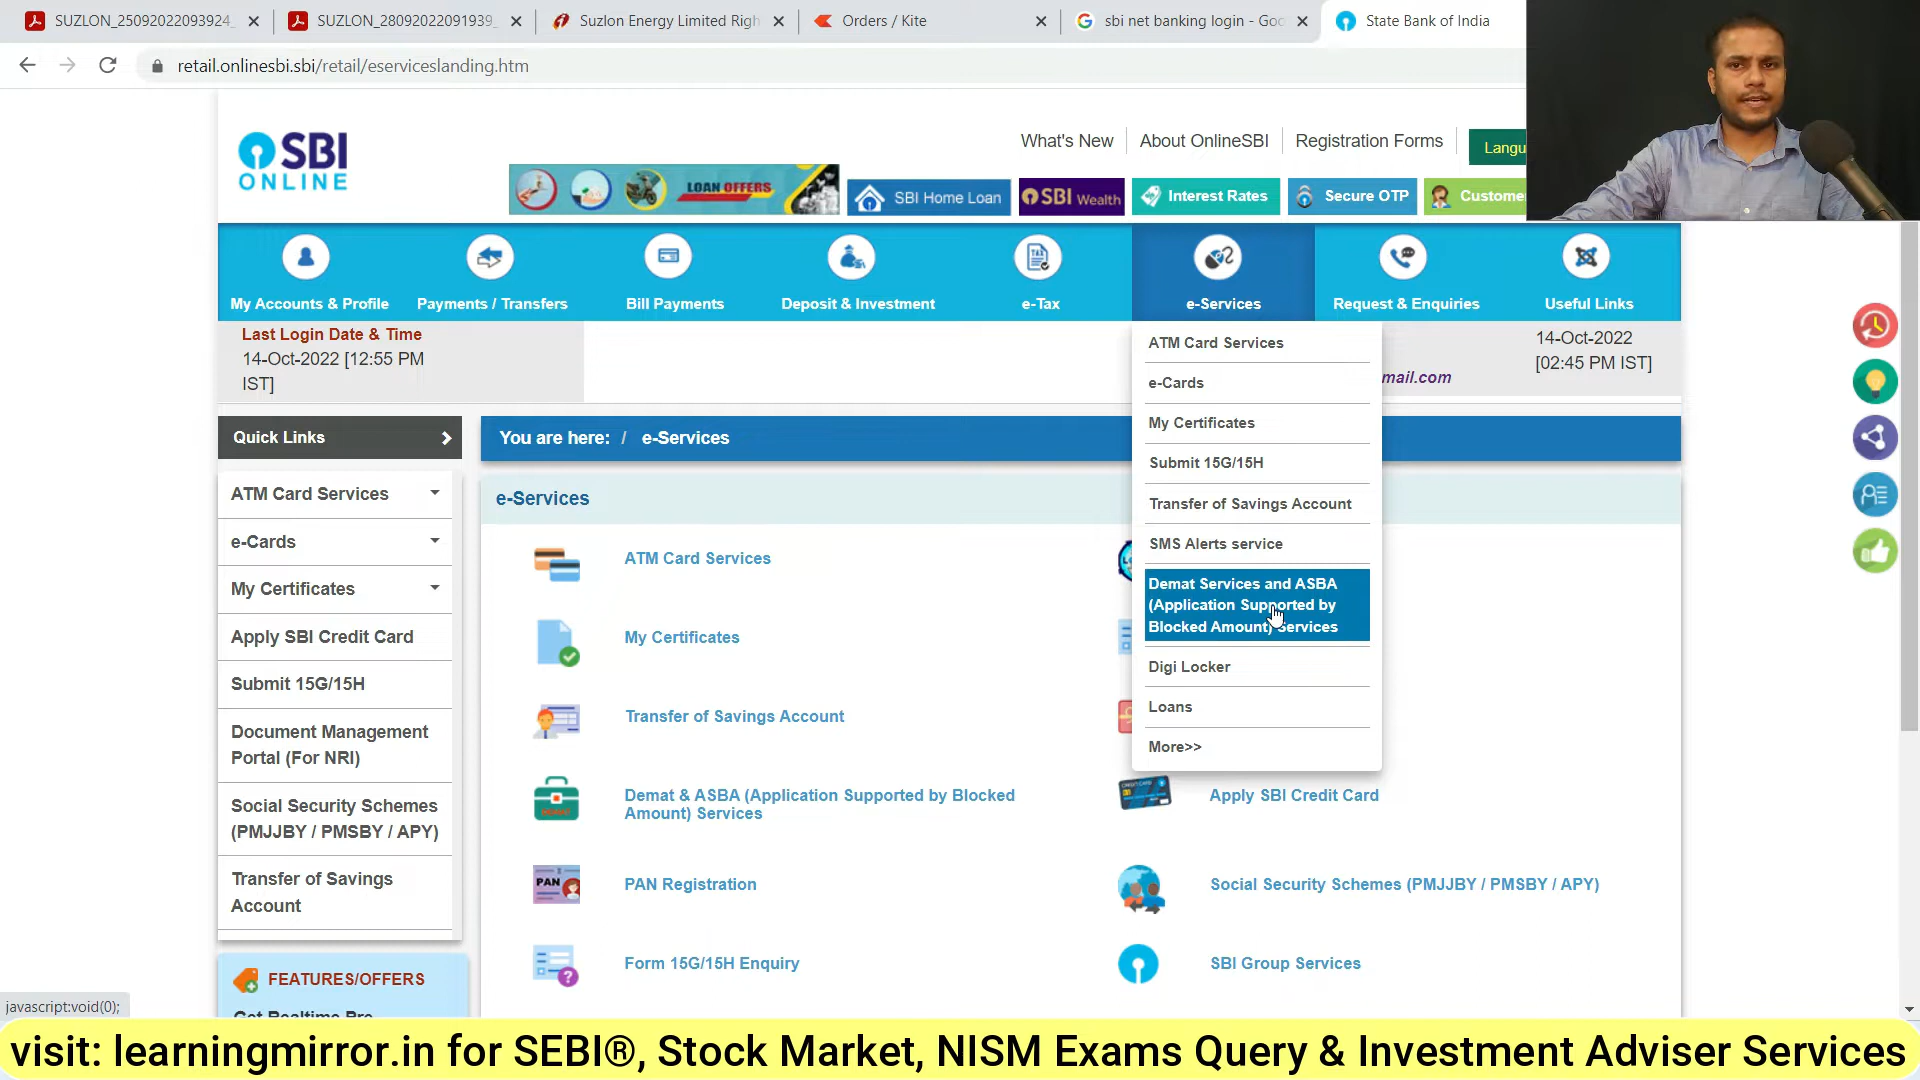 SUZLON_25092022093924_
SUZLON_28092022091939_
Suzlon Energy Limited Righ
Orders / Kite
sbi net banking login - Goo
State Bank of India
retail.onlinesbi.sbi/retail/eserviceslanding.htm
SBI
ONLINE
What's New
About OnlineSBI
Registration Forms
Langu
LOAN OFFERS
SBI Home Loan
SBI Wealth
Interest Rates
Secure OTP
Custome
My Accounts & Profile
Payments / Transfers
Bill Payments
Deposit & Investment
TAX
e-Tax
e-Services
Request & Enquiries
Useful Links
Last Login Date & Time
14-Oct-2022 [12:55 PM
IST]
mail.com
14-Oct-2022
[02:45 PM IST]
ATM Card Services
e-Cards
My Certificates
Submit 15G/15H
Transfer of Savings Account
SMS Alerts service
Demat Services and ASBA
(Application Supported by
Blocked Amount) Services
Digi Locker
Loans
More>>
Quick Links
ATM Card Services
e-Cards
My Certificates
Apply SBI Credit Card
Submit 15G/15H
Document Management
Portal (For NRI)
Social Security Schemes
(PMJJBY / PMSBY / APY)
Transfer of Savings
Account
FEATURES/OFFERS
Get Realtime Pre
You are here: / e-Services
e-Services
ATM Card Services
My Certificates
Transfer of Savings Account
Demat & ASBA (Application Supported by Blocked
Amount) Services
Apply SBI Credit Card
PAN
PAN Registration
Social Security Schemes (PMJJBY / PMSBY / APY)
Form 15G/15H Enquiry
SBI Group Services
javascript:void(0);
visit: learningmirror.in for SEBI®, Stock Market, NISM Exams Query & Investment Adviser Services